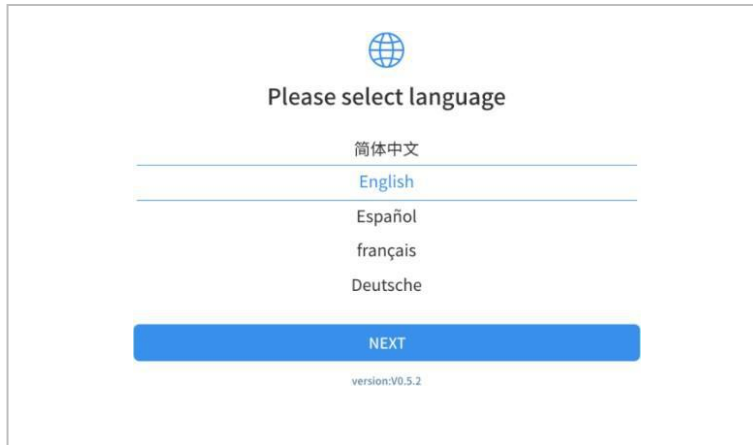 Please select language
简体中文
English
Español
français
Deutsche
NEXT
version:V0.5.2